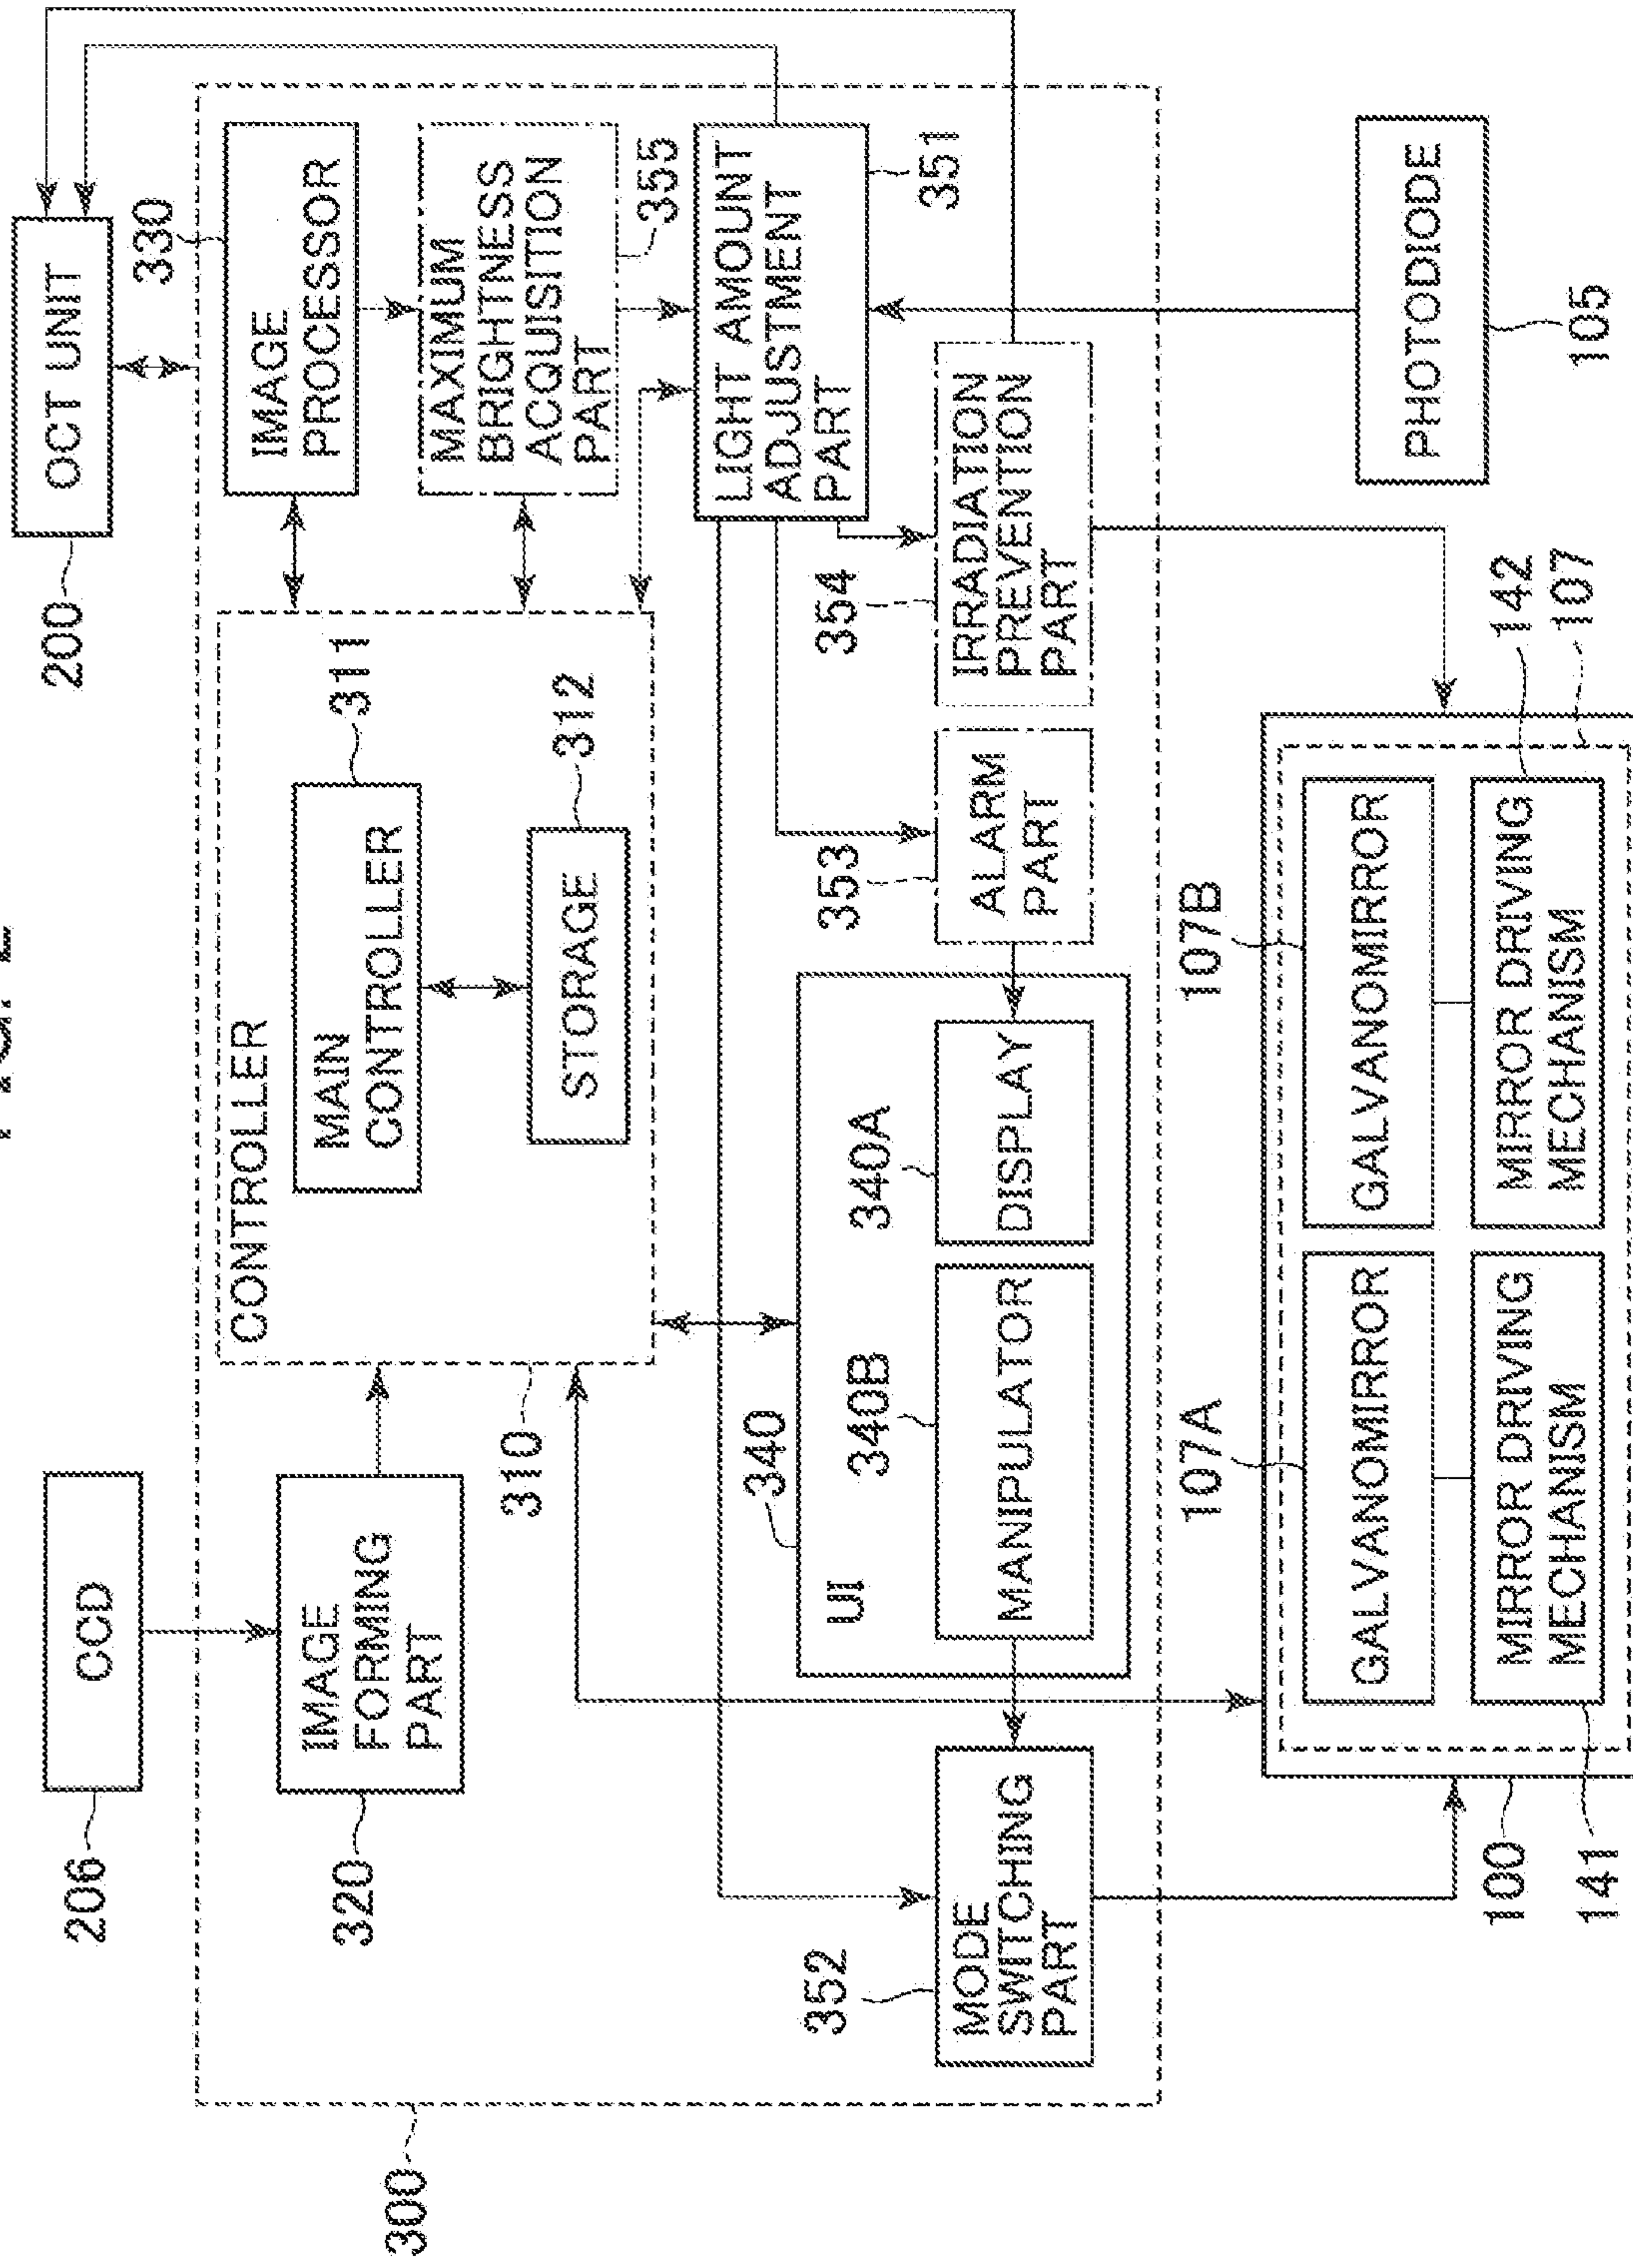 206
CCD
200
OCT UNIT
300
320
IMAGE
FORMING
PART
310
CONTROLLER
MAIN
CONTROLLER
311
STORAGE
312
IMAGE
PROCESSOR
330
MAXIMUM
BRIGHTNESS
ACQUISITION
PART
355
LIGHT AMOUNT
ADJUSTMENT
PART
351
352
MODE
SWITCHING
PART
340
UI
340B
MANIPULATOR
340A
DISPLAY
353
ALARM
PART
354
IRRADIATION
PREVENTION
PART
107A
GALVANOMIRROR
107B
GALVANOMIRROR
100
141
MIRROR DRIVING
MECHANISM
MIRROR DRIVING
MECHANISM
142
107
PHOTODIODE
105